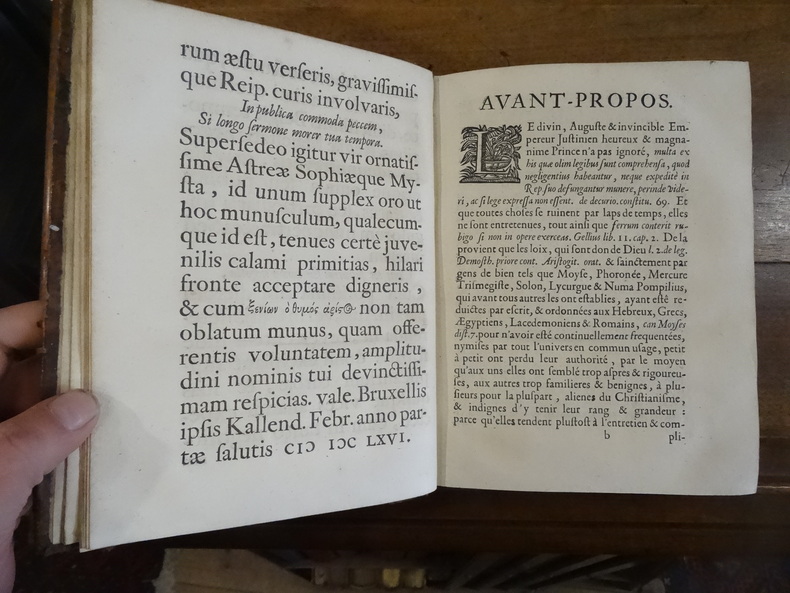 rum æſtu verſeris, graviſſimiſ-
que Reip. curis involvaris,
In publica commoda peccem,
Si longo ſermone morer tua tempora.
Superſedeo igitur vir ornatiſ-
ſime Aſtreæ Sophiæque My-
ſta , id unum ſupplex oro ut
hoc munuſculum, qualecum-
que id eſt, tenues certè juve-
nilis calami primitias, hilari
fronte acceptare digneris ,
& cum ξενίων ὁ θυμός ἄριϛος non tam
oblatum munus, quam offe-
rentis voluntatem, amplitu-
dini nominis tui devinctiſſi-
mam reſpicias. vale. Bruxellis
ipſis Kallend. Febr. anno par-
tæ ſalutis CIↃ IↃC LXVI.
AVANT-PROPOS.
LE divin, Auguſte & invincible Em-
pereur Juſtinien heureux & magna-
nime Prince n'a pas ignoré, multa ex
his quæ olim legibus ſunt comprehenſa, quod
negligentius habeantur, neque expeditè in
Rep. ſuo defungantur munere, perinde vide-
ri, ac ſi lege expreſſa non eſſent. de decurio. conſtitu. 69. Et
que toutes choſes ſe ruinent par laps de temps, elles
ne ſont entretenues, tout ainſi que ferrum conterit ru-
bigo ſi non in opere exerceas. Gellius lib. 11. cap. 2. De la
provient que les loix, qui ſent don de Dieu l. 2. de leg.
Demoſth. priore cont. Ariſtogit. orat. & ſainctement par
gens de bien tels que Moyſe, Phoronée, Mercure
Triſmegiſte, Solon, Lycurgue & Numa Pompilius,
qui avant tous autres les ont eſtablies, ayant eſtê re-
ductes par eſcrit, & ordonnées aux Hebreux, Grecs,
Ægyptiens, Lacedemoniens & Romains, can Moyſes
diſt. 7. pour n'avoir eſté continuellement frequentées,
nymiſes par tout l'univers en commun uſage, petit
à petit ont perdu leur authorité , par le moyen
qu'aux uns elles ont ſemblé trop aſpres & rigoureu-
ſes, aux autres trop familieres & benignes, à plu-
ſieurs pour la pluſpart , alienes du Chriſtianiſme,
& indignes d'y tenir leur rang & grandeur :
parce qu'elles tendent pluſtoſt à l'entretien & com-
b pli-